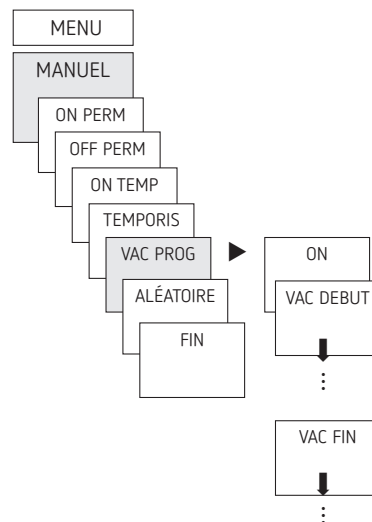 MENU
MANUEL
ON PERM
OFF PERM
ON TEMP
TEMPORIS
VAC PROG
ON
ALÉATOIRE
VAC DEBUT
FIN
VAC FIN